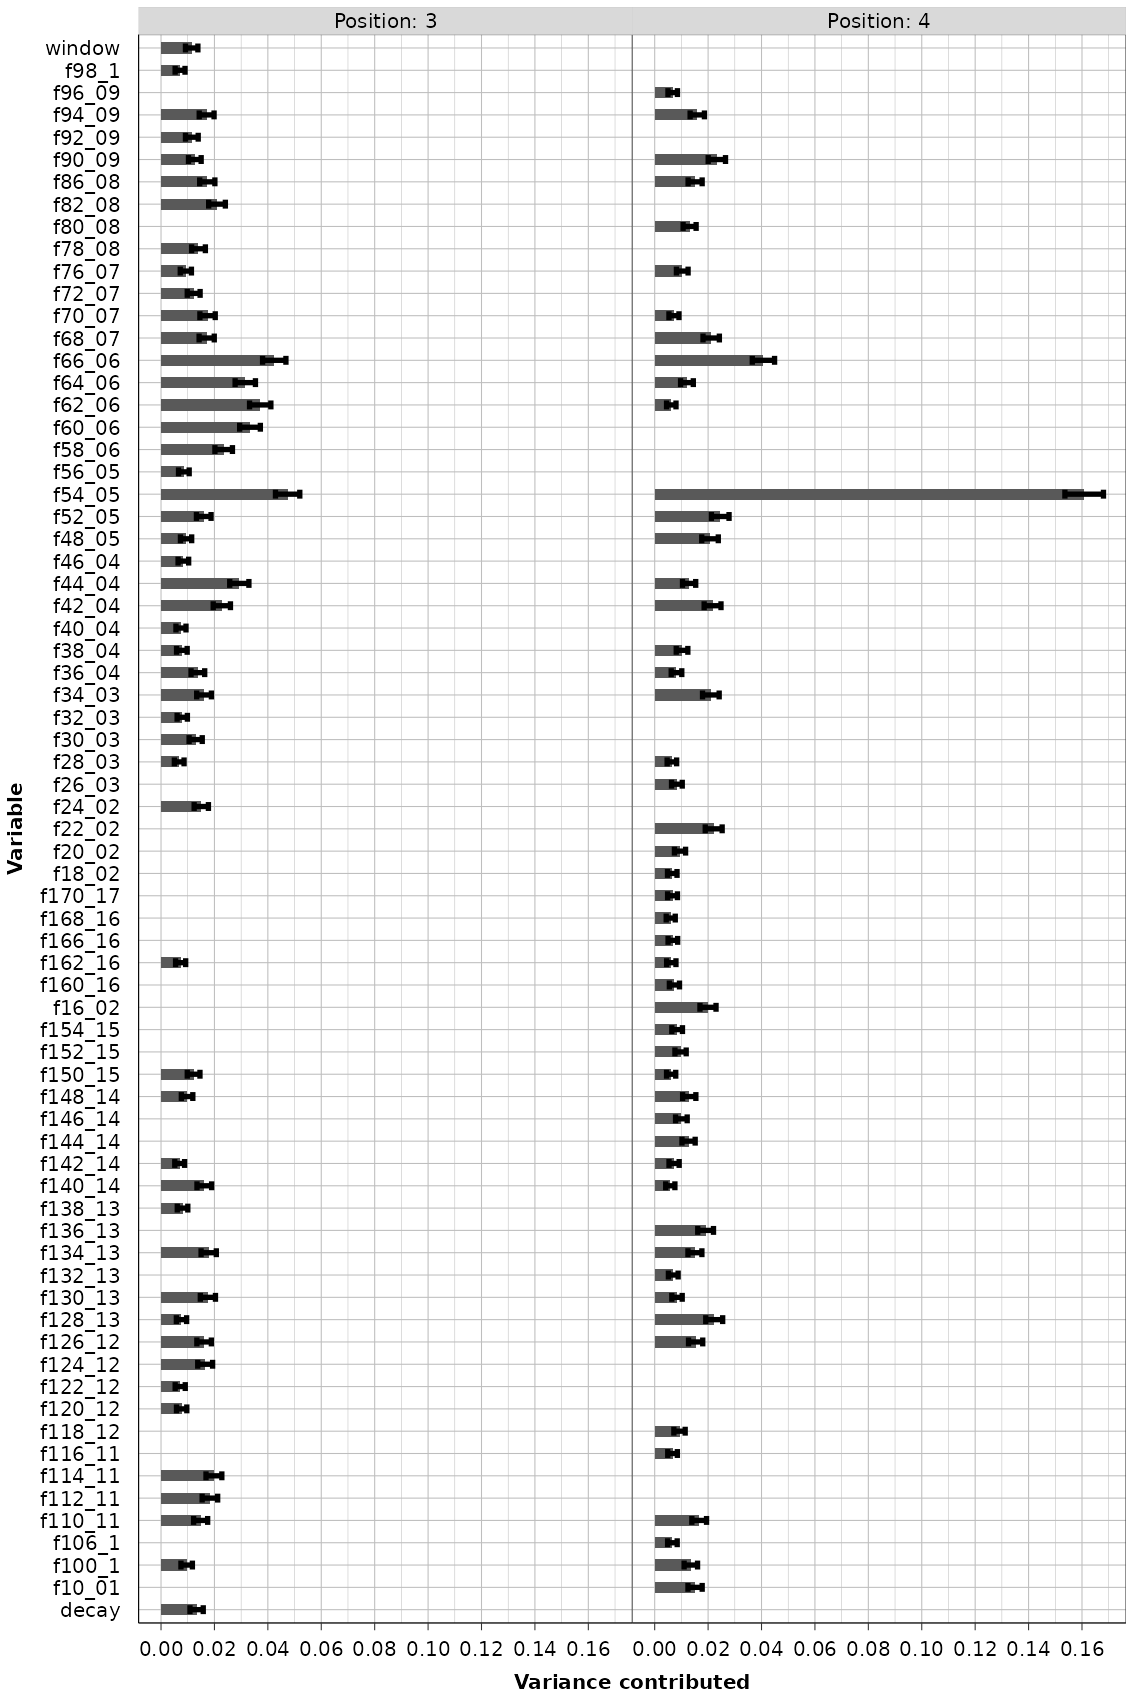 Position: 3 Position: 4
window
f98_1
f96_09
f94_09
f92_09
f90_09
f86_08
f82_08
f80_08
f78_08
f76_07
f72_07
f70_07
f68_07
f66_06
f64_06
f62_06
f60_06
f58_06
f56_05
f54_05
f52_05
f48_05
f46_04
f44_04
f42_04
f40_04
f38_04
f36_04
f34_03
f32_03
f30_03
f28_03
f26_03
f24_02
f22_02
f20_02
f18_02
f170_17
f168_16
f166_16
f162_16
f160_16
f16_02
f154_15
f152_15
f150_15
f148_14
f146_14
f144_14
f142_14
f140_14
f138_13
f136_13
f134_13
f132_13
f130_13
f128_13
f126_12
f124_12
f122_12
f120_12
f118_12
f116_11
f114_11
f112_11
f110_11
f106_1
f100_1
f10_01
decay
Variable
0.00 0.02 0.04 0.06 0.08 0.10 0.12 0.14 0.16 0.00 0.02 0.04 0.06 0.08 0.10 0.12 0.14 0.16
Variance contributed